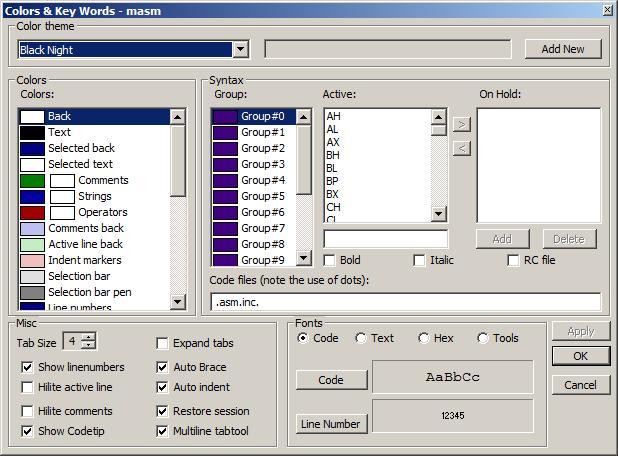 Colors & Key Words - masm
Color theme
Black Night
Add New
Colors
Colors:
Back
Text
Selected back
Selected text
Comments
Strings
Operators
Comments back
Active line back
Indent markers
Selection bar
Selection bar pen
Line numbers
Syntax
Group:
Group#0
Group#1
Group#2
Group#3
Group#4
Group#5
Group#6
Group#7
Group#8
Group#9
Active:
AH
AL
AX
BH
BL
BP
BX
CH
CL
>
<
On Hold:
Add
Delete
Bold
Italic
RC file
Code files (note the use of dots):
.asm.inc.
Misc
Tab Size 4
Expand tabs
Show linenumbers
Auto Brace
Hilite active line
Auto indent
Hilite comments
Restore session
Show Codetip
Multiline tabtool
Fonts
Code
Text
Hex
Tools
Code
AaBbCc
Line Number
12345
Apply
OK
Cancel